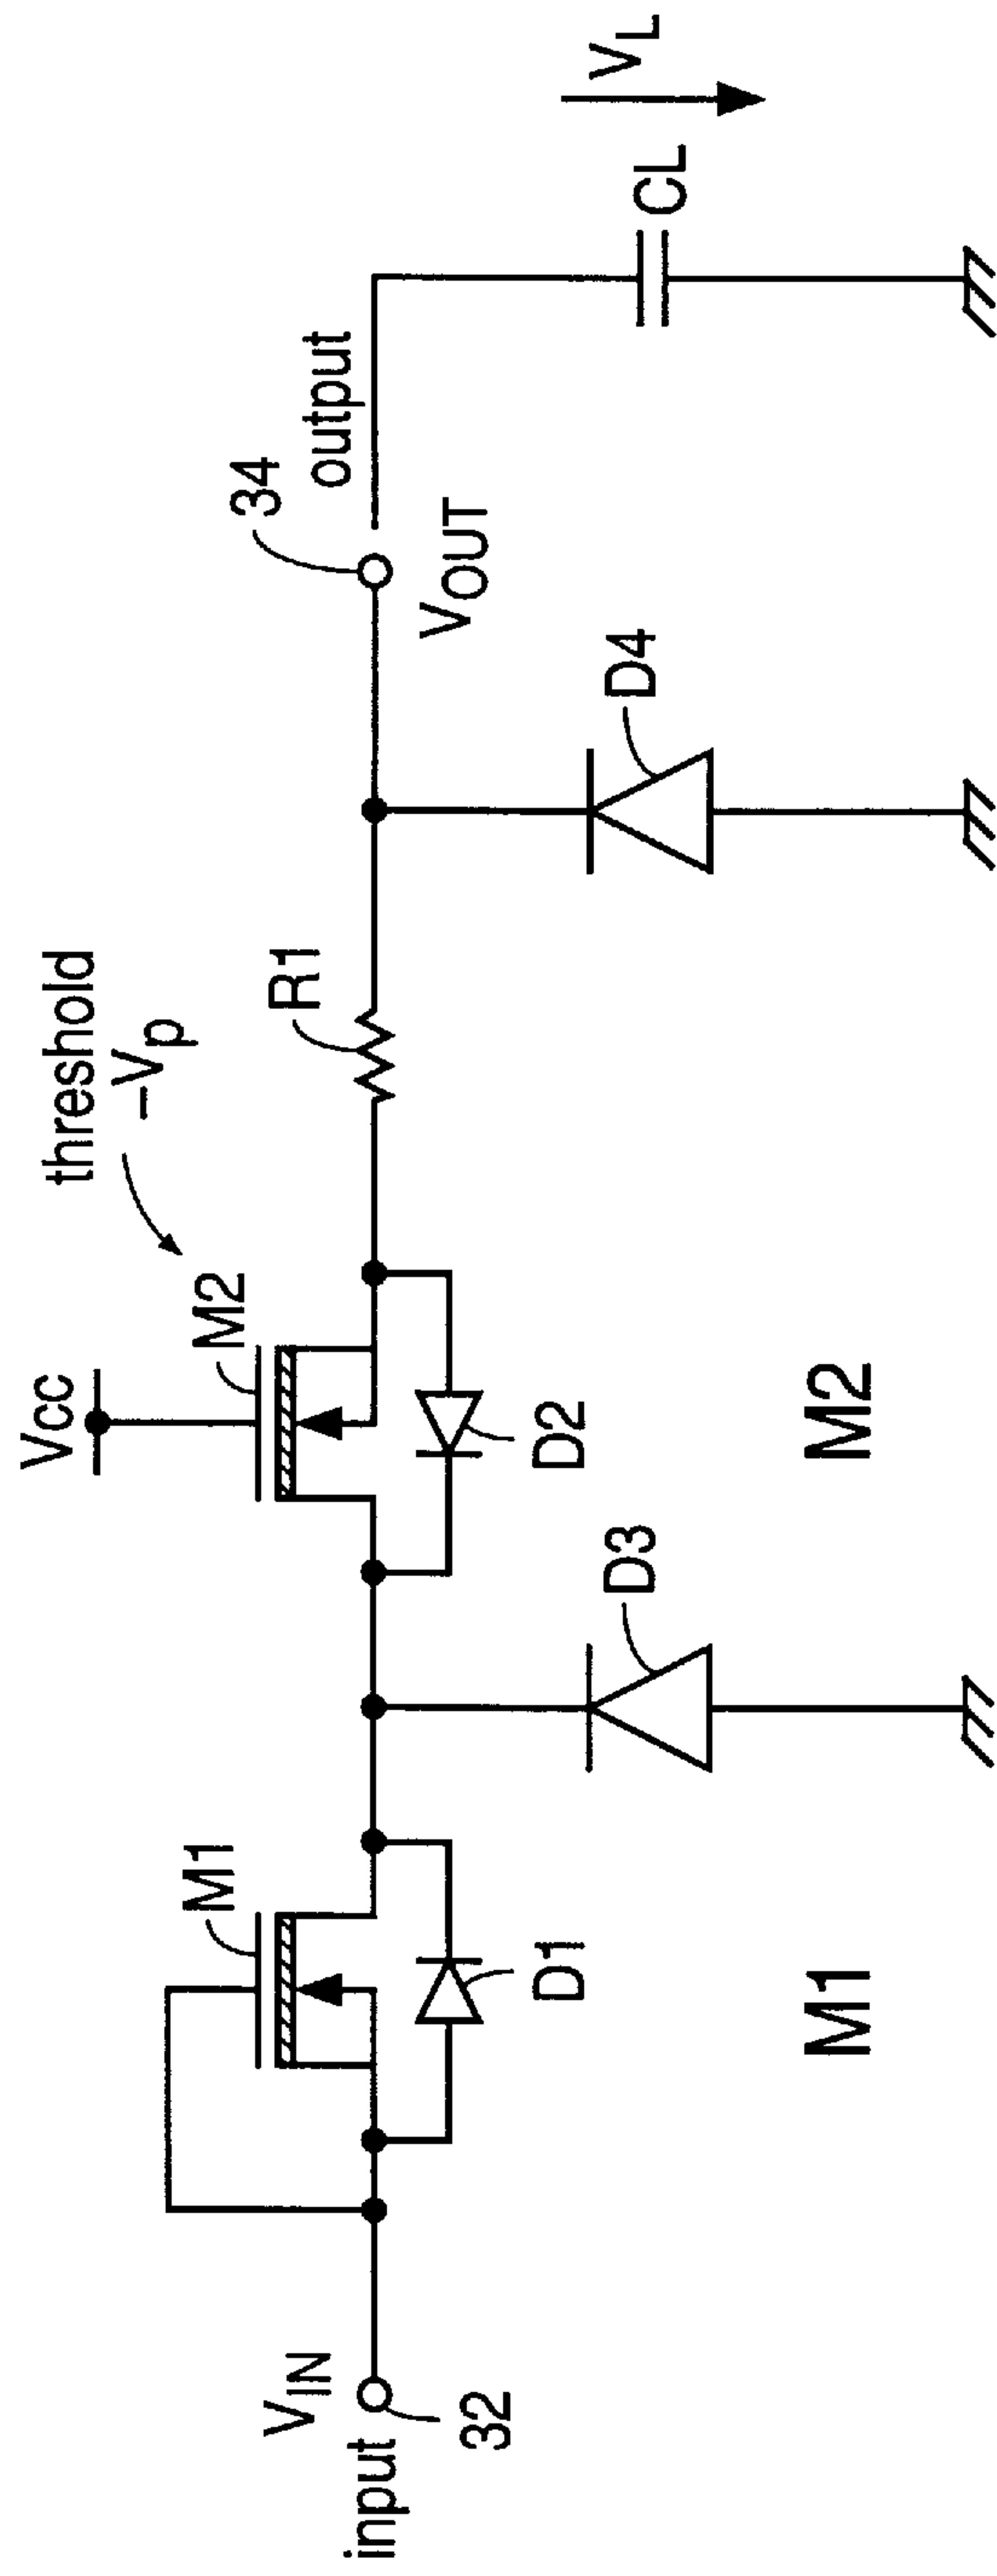 threshold
–Vp
Vcc
M2
M1
R1
34
output
VIN
input
32
VOUT
D1
D2
D3
D4
CL
VL
M1
M2